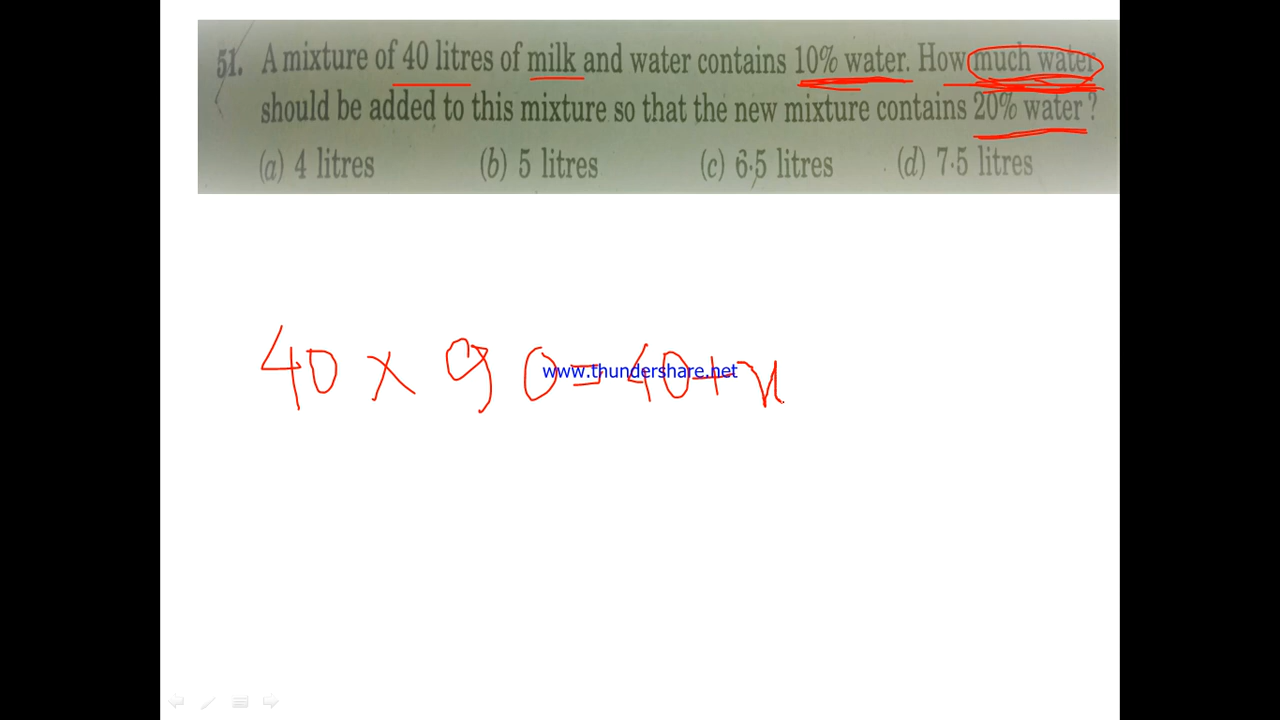 51. A mixture of 40 litres of milk and water contains 10% water. How much water
should be added to this mixture so that the new mixture contains 20% water ?
(a) 4 litres (b) 5 litres (c) 6·5 litres (d) 7·5 litres
40 x 90 = 40 + x
www.thundershare.net